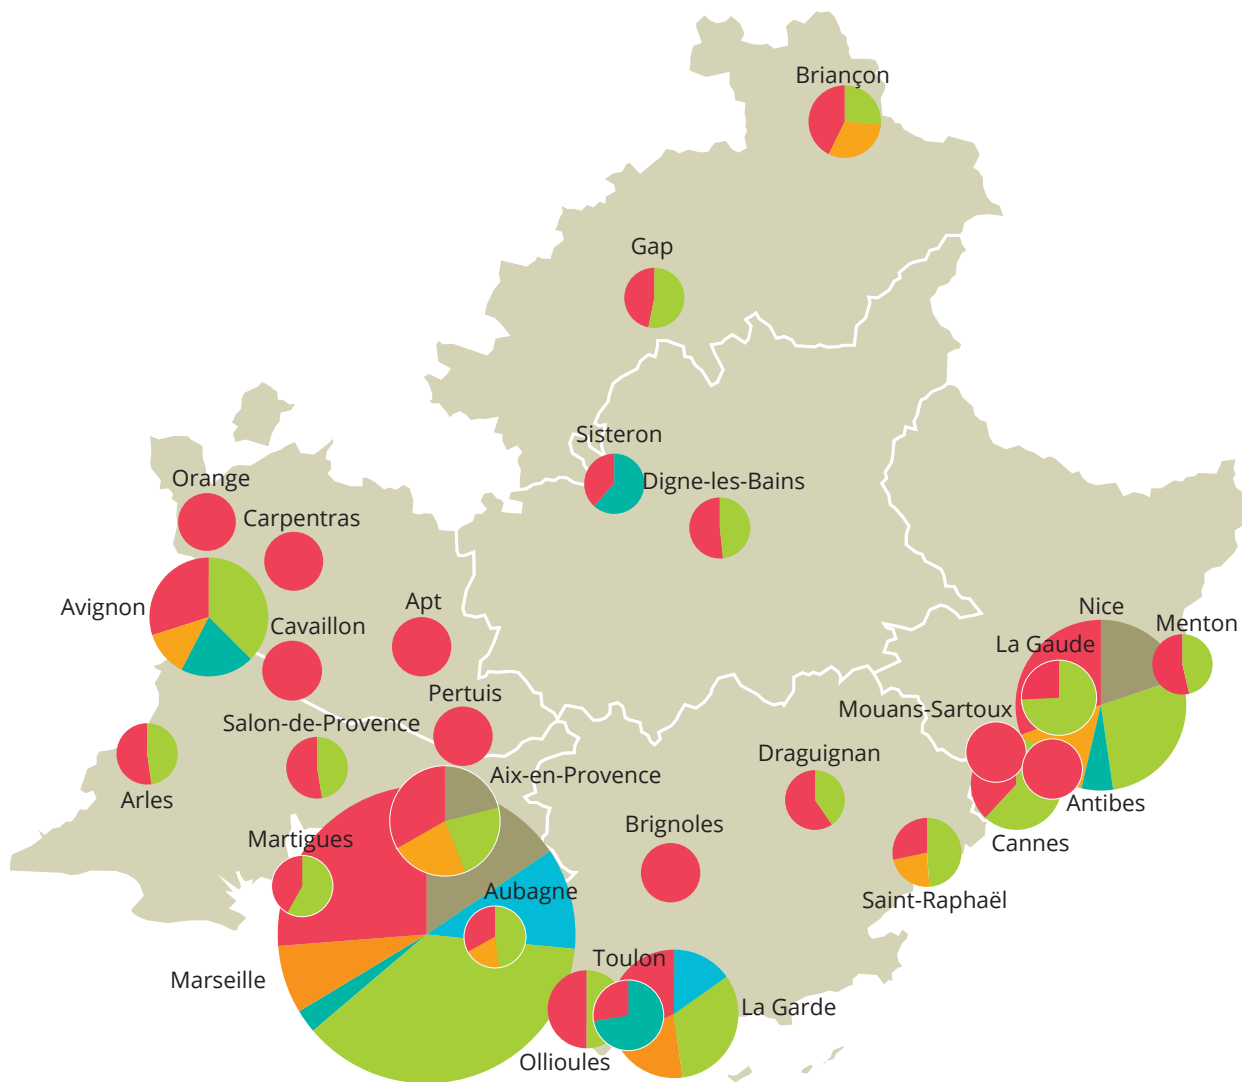 Briançon
Gap
Sisteron
Digne-les-Bains
Orange
Carpentras
Avignon
Apt
Cavaillon
Nice
Menton
La Gaude
Pertuis
Mouans-Sartoux
Salon-de-Provence
Draguignan
Aix-en-Provence
Arles
Antibes
Brignoles
Martigues
Cannes
Aubagne
Saint-Raphaël
Toulon
Marseille
La Garde
Ollioules